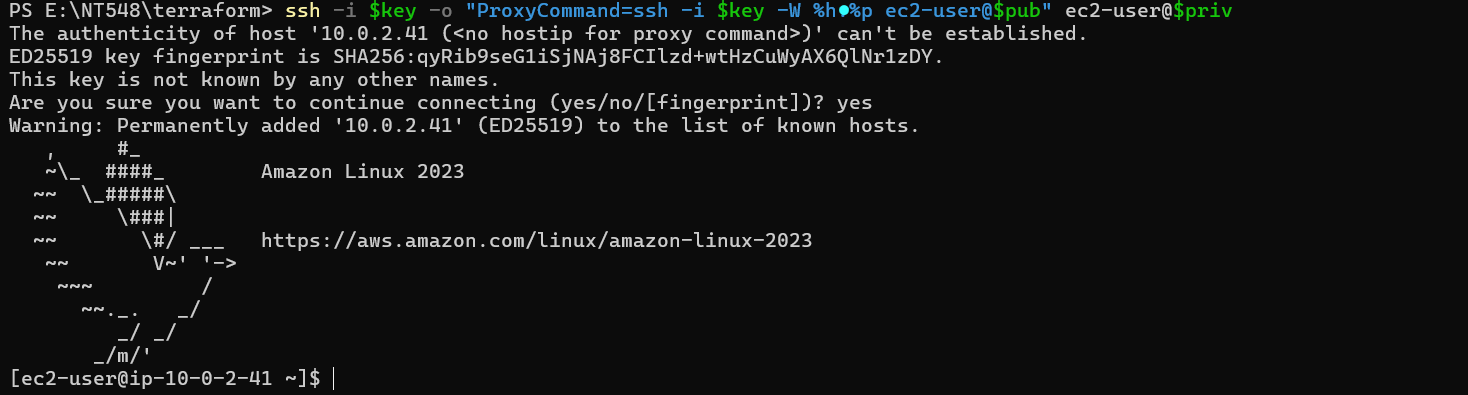 PS E:\NT548\terraform> ssh -i $key -o "ProxyCommand=ssh -i $key -W %h:%p ec2-user@$pub" ec2-user@$priv
The authenticity of host '10.0.2.41 (<no hostip for proxy command>)' can't be established.
ED25519 key fingerprint is SHA256:qyRib9seG1iSjNAj8FCIlzd+wtHzCuWyAX6QlNr1zDY.
This key is not known by any other names.
Are you sure you want to continue connecting (yes/no/[fingerprint])? yes
Warning: Permanently added '10.0.2.41' (ED25519) to the list of known hosts.
   ,     #_
   ~\_  ####_        Amazon Linux 2023
  ~~  \_#####\
  ~~     \###|
  ~~       \#/ ___   https://aws.amazon.com/linux/amazon-linux-2023
   ~~       V~' '->
    ~~~         /
      ~~._.   _/
         _/ _/
       _/m/'
[ec2-user@ip-10-0-2-41 ~]$